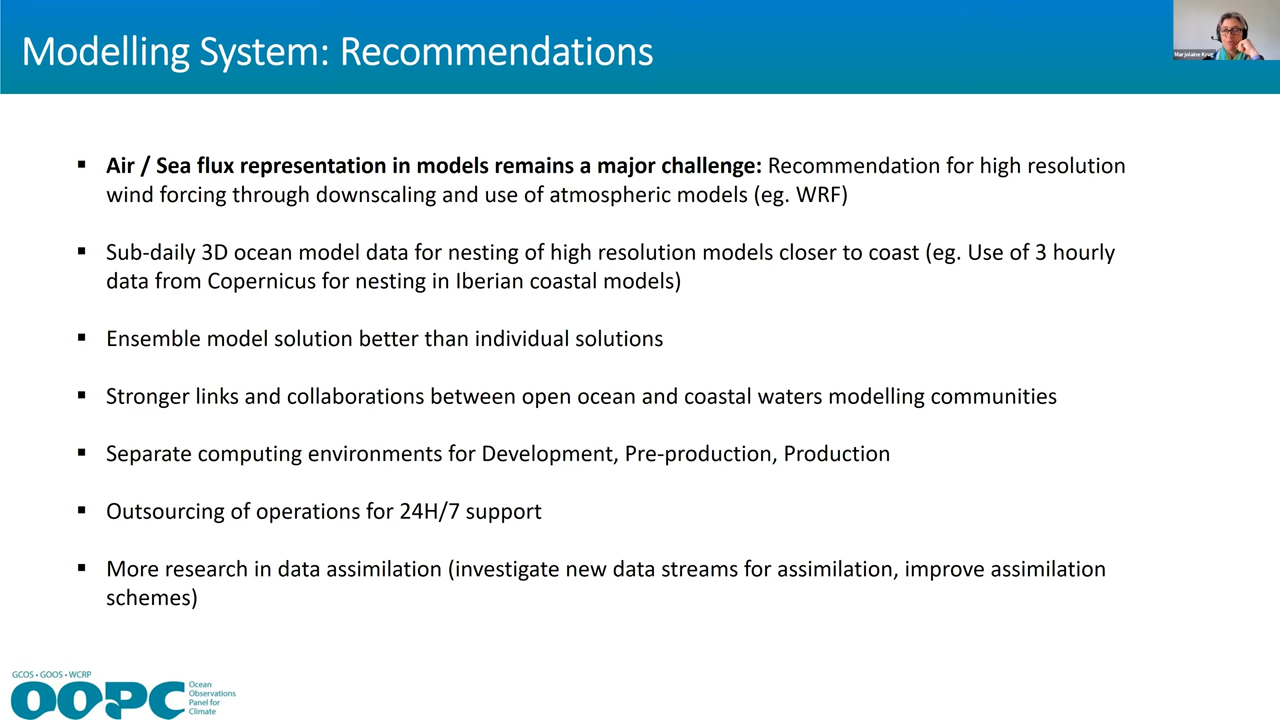 Modelling System: Recommendations
Marjolaine Krug
▪ Air / Sea flux representation in models remains a major challenge: Recommendation for high resolution
wind forcing through downscaling and use of atmospheric models (eg. WRF)
▪ Sub-daily 3D ocean model data for nesting of high resolution models closer to coast (eg. Use of 3 hourly
data from Copernicus for nesting in Iberian coastal models)
▪ Ensemble model solution better than individual solutions
▪ Stronger links and collaborations between open ocean and coastal waters modelling communities
▪ Separate computing environments for Development, Pre-production, Production
▪ Outsourcing of operations for 24H/7 support
▪ More research in data assimilation (investigate new data streams for assimilation, improve assimilation
schemes)
GCOS • GOOS • WCRP
OOPC
Ocean
Observations
Panel for
Climate